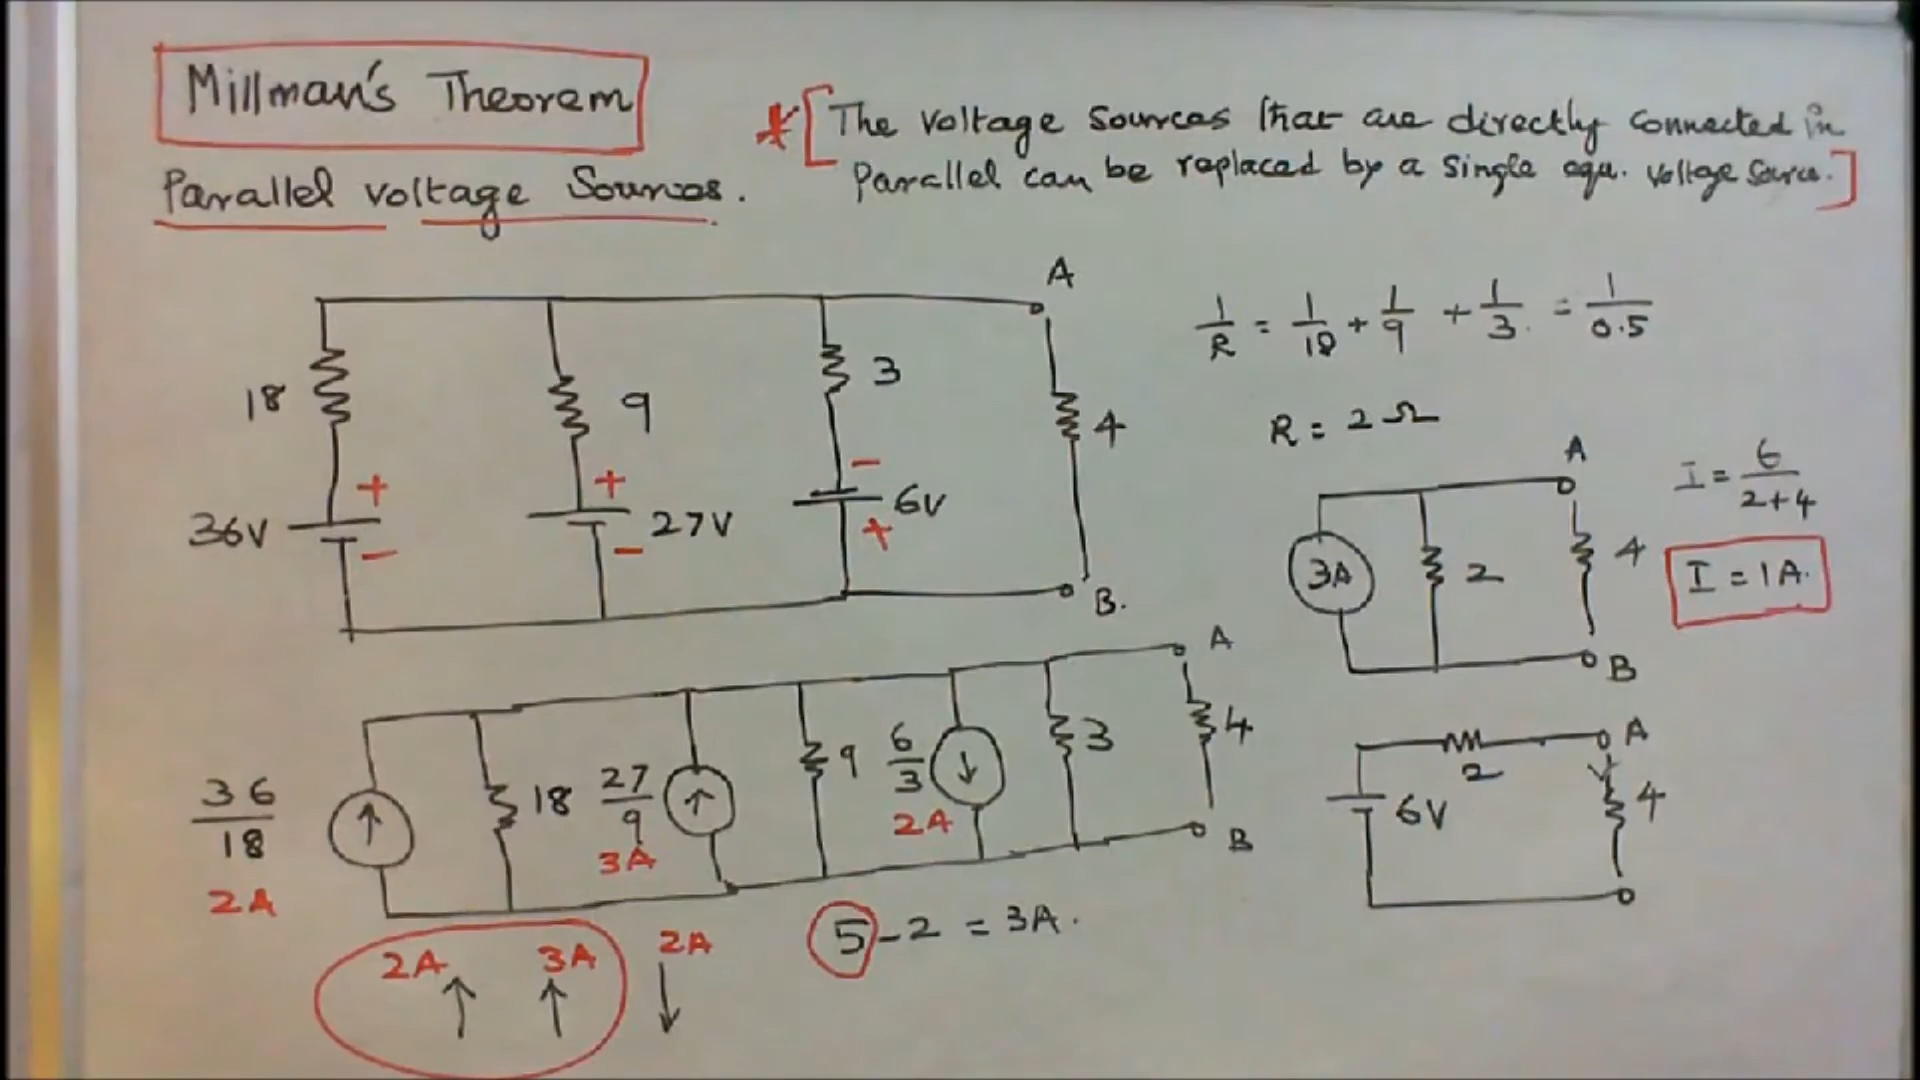 Millman's Theorem
Parallel voltage Sources.
* [The voltage Sources that are directly connected in
Parallel can be replaced by a single equ. voltage source.]
18
36V
+
-
9
+
27V
-
3
-
6V
+
A
4
B.
1/R = 1/18 + 1/9 + 1/3 = 1/0.5
R = 2Ω
A
3A
2
4
B
I = 6/2+4
I = 1A.
36/18
2A
18
27/9
3A
9
6/3
2A
3
A
4
B
2A ↑ 3A ↑ 2A ↓
5 - 2 = 3A.
6V
2
A
4